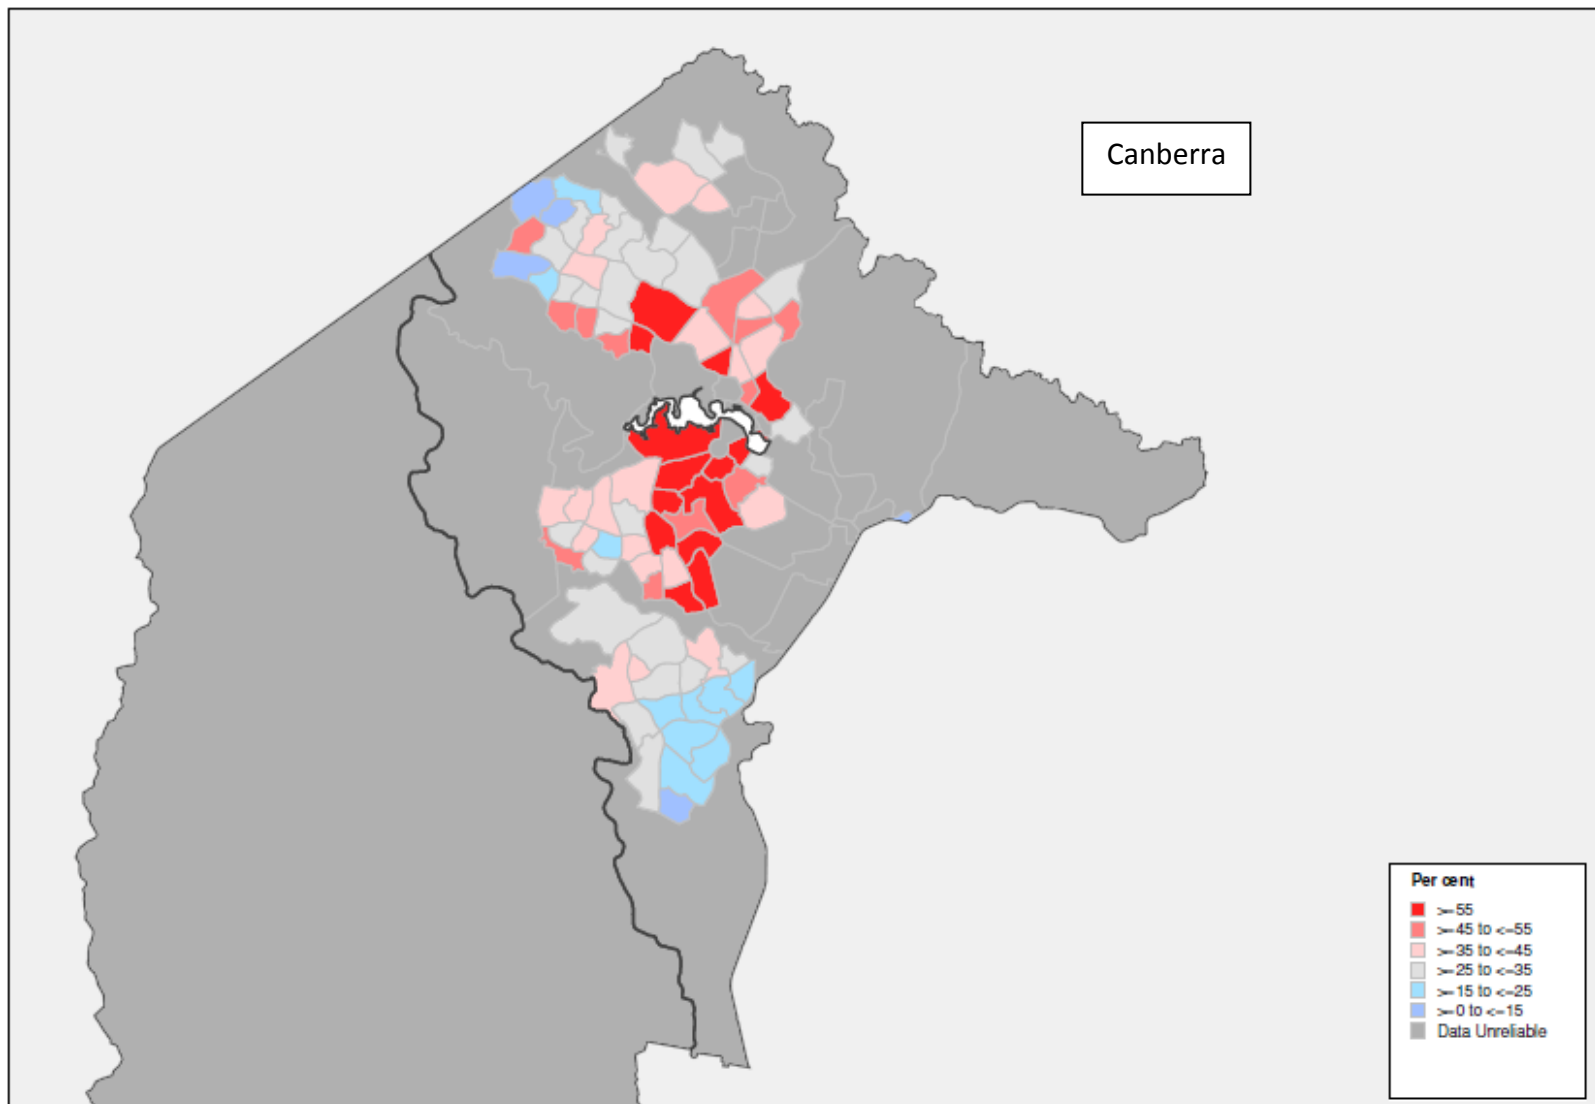 Canberra
Per cent
>=55
>=45 to <=55
>=35 to <=45
>=25 to <=35
>=15 to <=25
>=0 to <=15
Data Unreliable